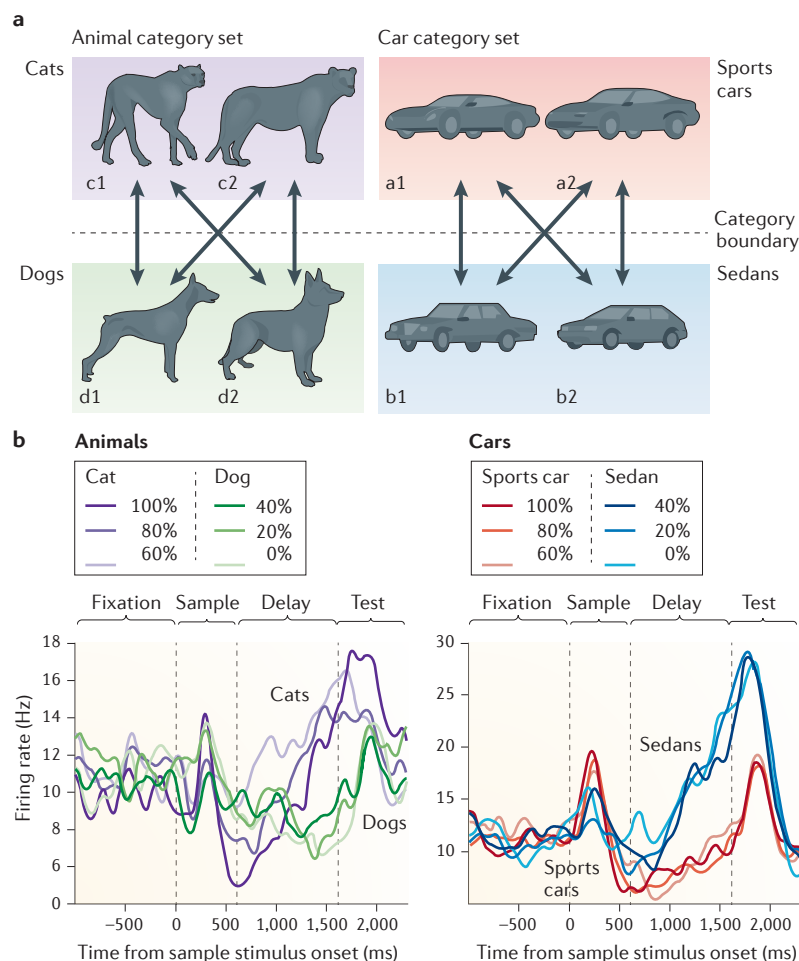 a
Animal category set
Car category set
Cats
Sports
cars
c1
c2
a1
a2
Category
boundary
Dogs
Sedans
d1
d2
b1
b2
b
Animals
Cars
Cat
Dog
100%
40%
80%
20%
60%
0%
Sports car
Sedan
100%
40%
80%
20%
60%
0%
Fixation
Sample
Delay
Test
Fixation
Sample
Delay
Test
Firing rate (Hz)
18
16
14
12
10
8
6
0
Cats
Dogs
−500
0
500
1,000
1,500
2,000
Time from sample stimulus onset (ms)
30
25
20
15
10
Sedans
Sports
cars
−500
0
500
1,000
1,500
2,000
Time from sample stimulus onset (ms)